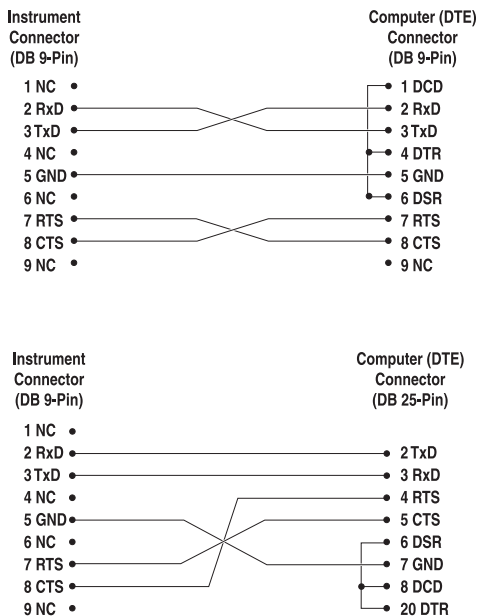 Instrument
Connector
(DB 9-Pin)
Computer (DTE)
Connector
(DB 9-Pin)
1 NC
1 DCD
2 RxD
2 RxD
3 TxD
3 TxD
4 NC
4 DTR
5 GND
5 GND
6 NC
6 DSR
7 RTS
7 RTS
8 CTS
8 CTS
9 NC
9 NC
Instrument
Connector
(DB 9-Pin)
Computer (DTE)
Connector
(DB 25-Pin)
1 NC
2 RxD
2 TxD
3 TxD
3 RxD
4 NC
4 RTS
5 GND
5 CTS
6 NC
6 DSR
7 RTS
7 GND
8 CTS
8 DCD
9 NC
20 DTR